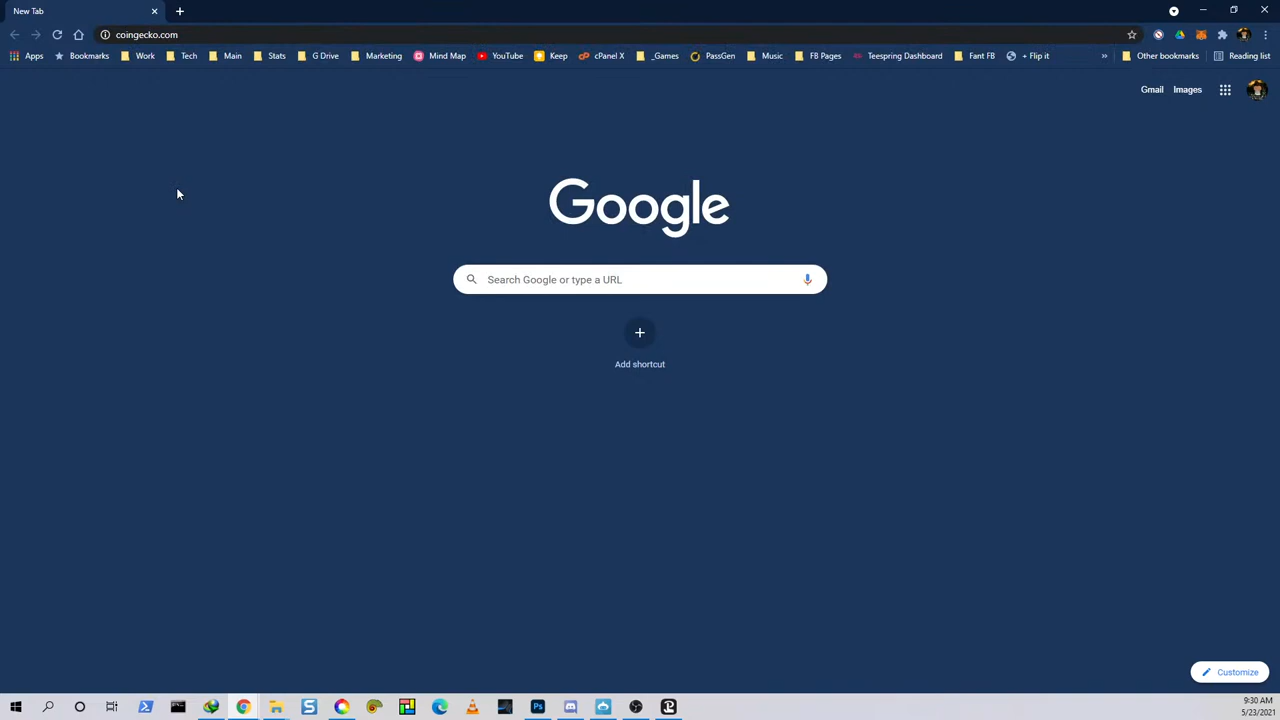 New Tab
coingecko.com
Apps Bookmarks Work Tech Main Stats G Drive Marketing Mind Map YouTube Keep cPanel X _Games PassGen Music FB Pages Teespring Dashboard Fant FB + Flip it » Other bookmarks Reading list
Gmail Images
Google
Search Google or type a URL
Add shortcut
Customize
9:30 AM
5/23/2021